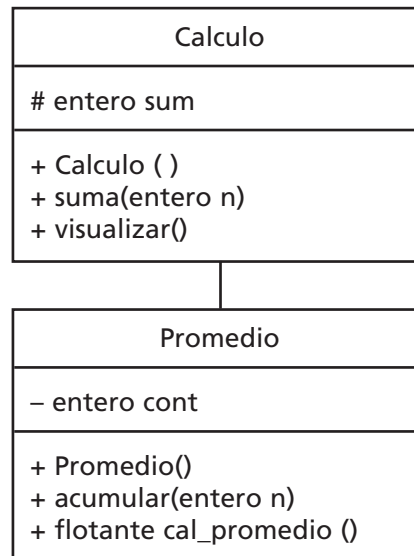 Calculo
# entero sum
+ Calculo ( )
+ suma(entero n)
+ visualizar()
Promedio
– entero cont
+ Promedio()
+ acumular(entero n)
+ flotante cal_promedio ()